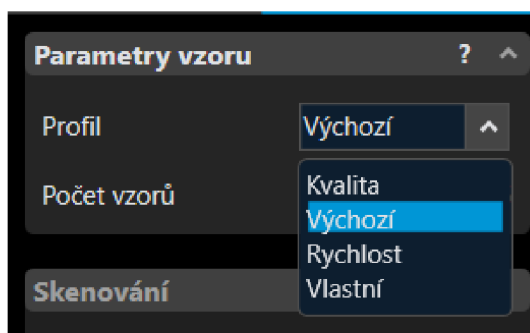 Parametry vzoru ?
Profil Výchozí
Počet vzorů
Kvalita
Výchozí
Rychlost
Vlastní
Skenování